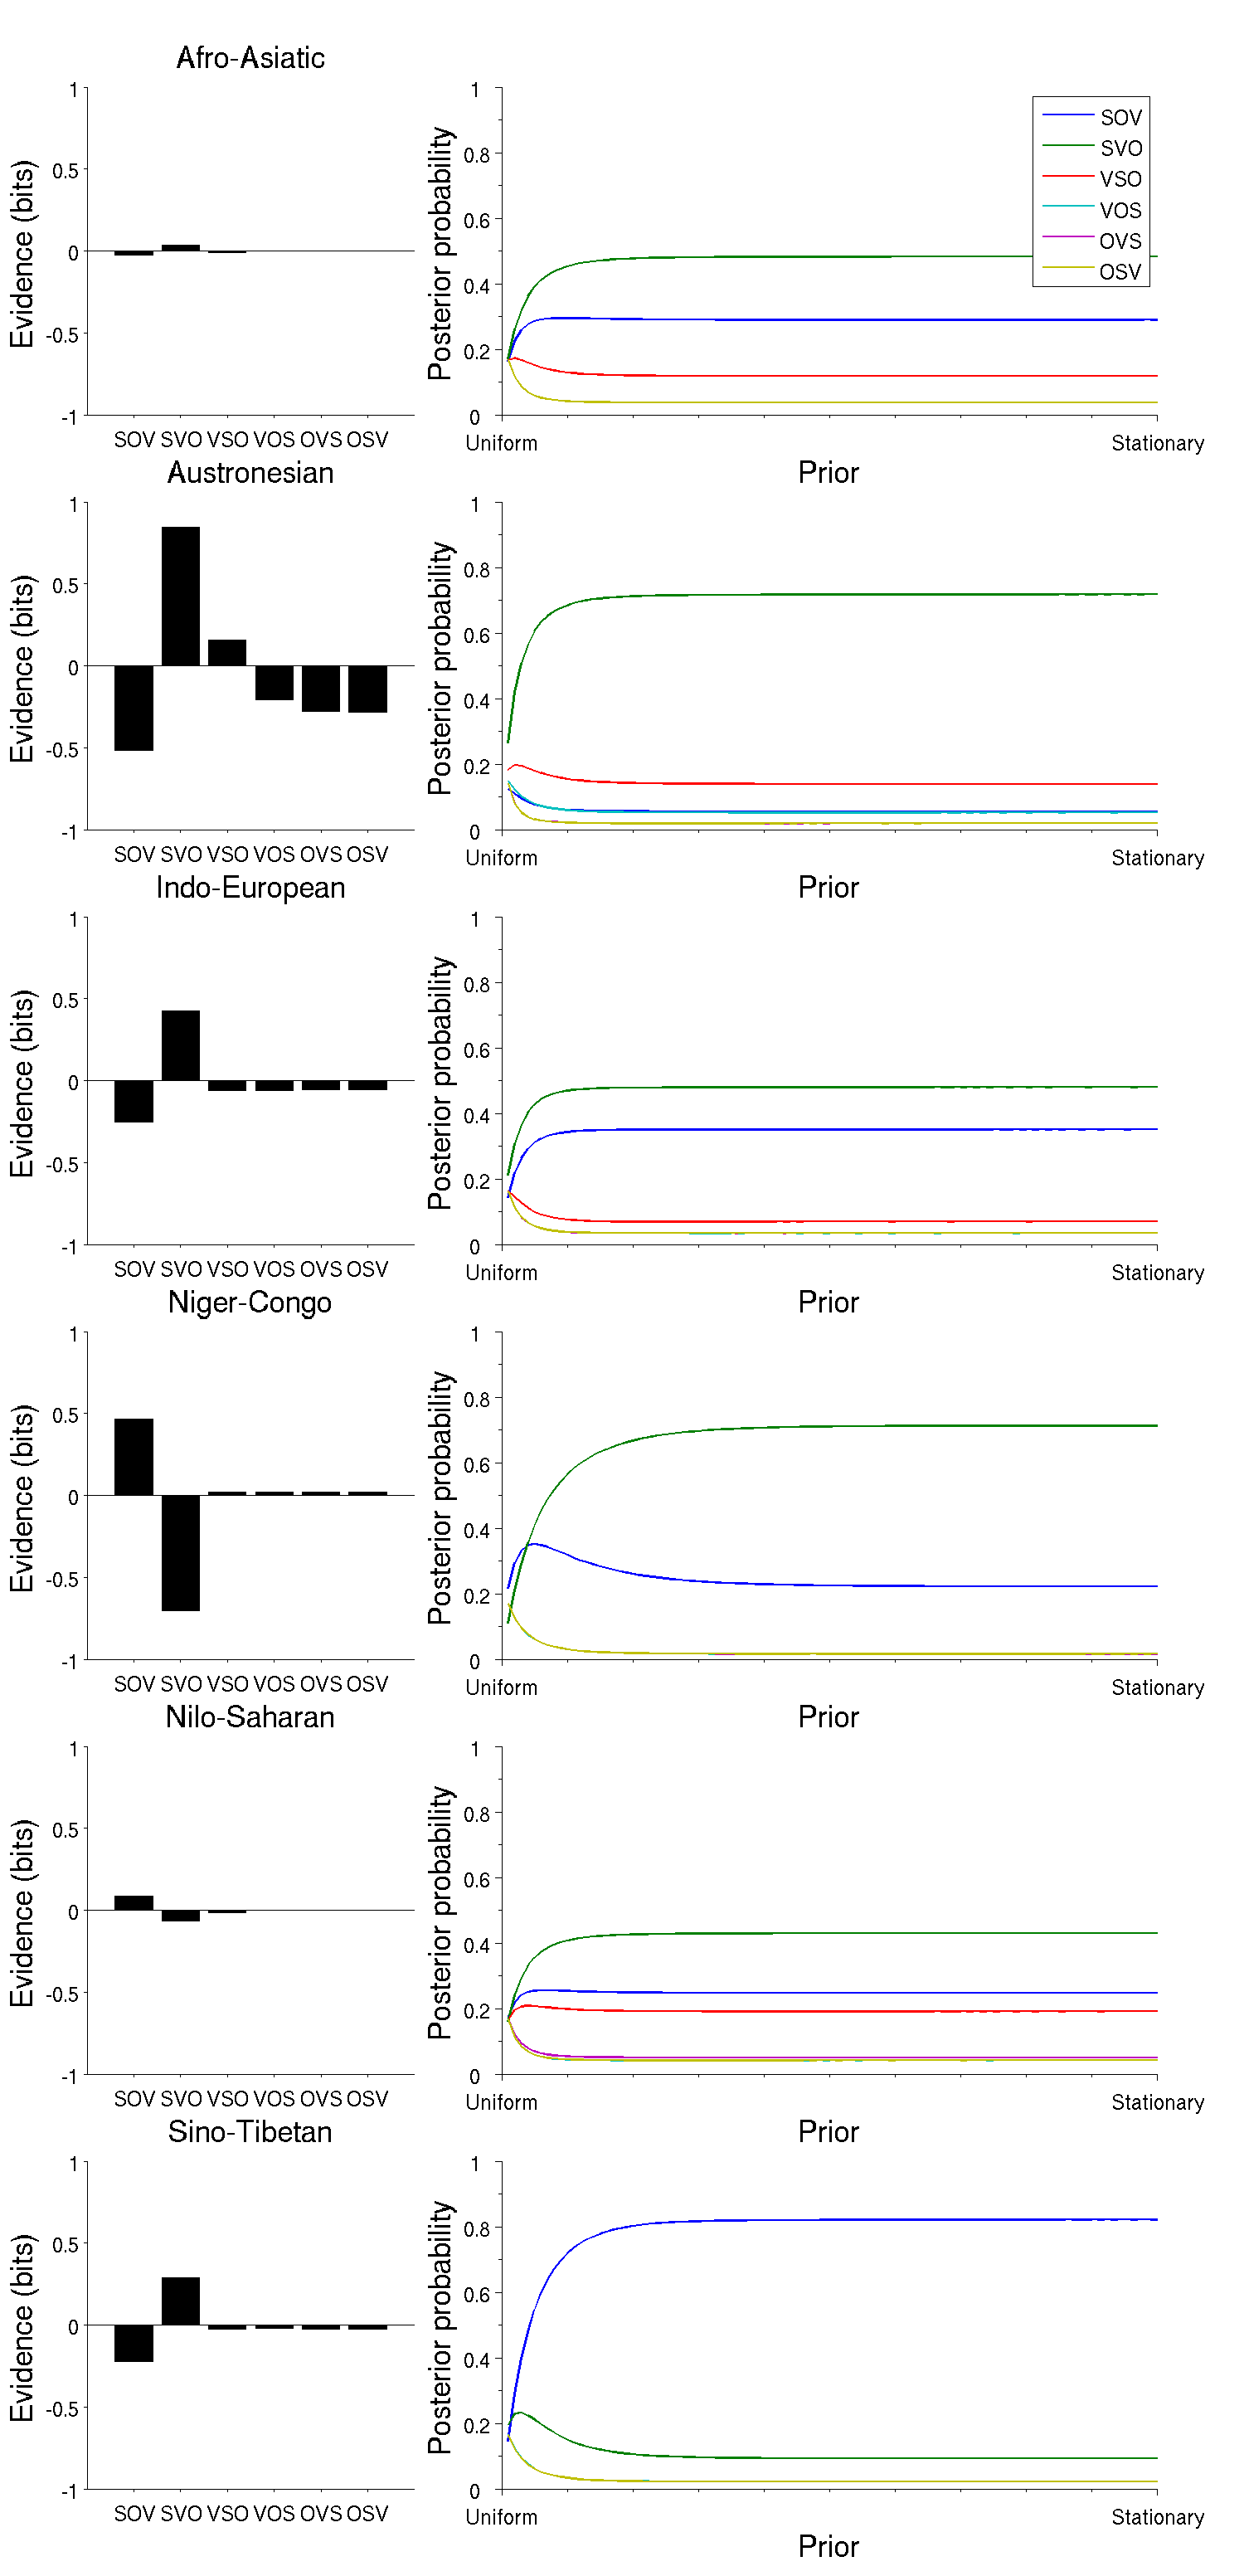 Afro-Asiatic
Evidence (bits)
1
0.5
0
-0.5
-1
SOV SVO VSO VOS OVS OSV
Posterior probability
1
0.8
0.6
0.4
0.2
0
Uniform
Stationary
Prior
SOV
SVO
VSO
VOS
OVS
OSV
Austronesian
Evidence (bits)
1
0.5
0
-0.5
-1
SOV SVO VSO VOS OVS OSV
Posterior probability
1
0.8
0.6
0.4
0.2
0
Uniform
Stationary
Prior
Indo-European
Evidence (bits)
1
0.5
0
-0.5
-1
SOV SVO VSO VOS OVS OSV
Posterior probability
1
0.8
0.6
0.4
0.2
0
Uniform
Stationary
Prior
Niger-Congo
Evidence (bits)
1
0.5
0
-0.5
-1
SOV SVO VSO VOS OVS OSV
Posterior probability
1
0.8
0.6
0.4
0.2
0
Uniform
Stationary
Prior
Nilo-Saharan
Evidence (bits)
1
0.5
0
-0.5
-1
SOV SVO VSO VOS OVS OSV
Posterior probability
1
0.8
0.6
0.4
0.2
0
Uniform
Stationary
Prior
Sino-Tibetan
Evidence (bits)
1
0.5
0
-0.5
-1
SOV SVO VSO VOS OVS OSV
Posterior probability
1
0.8
0.6
0.4
0.2
0
Uniform
Stationary
Prior